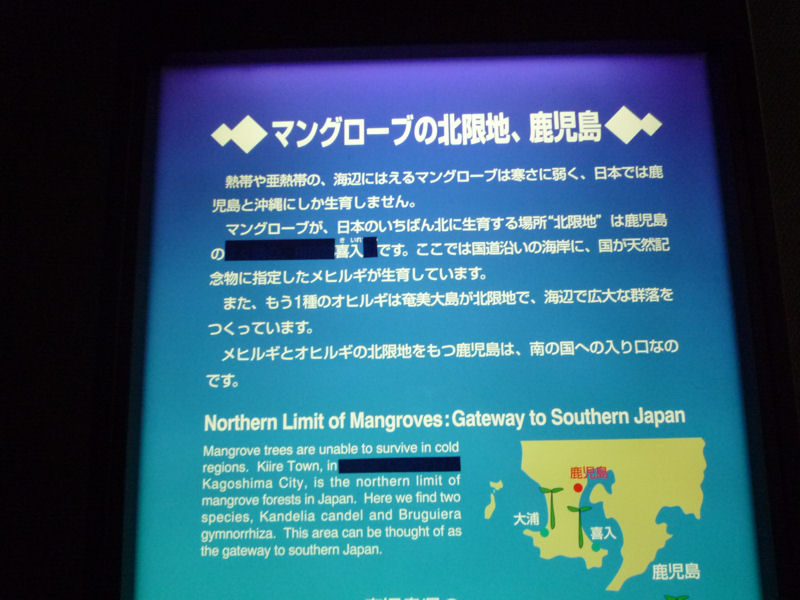 マングローブの北限地、鹿児島
熱帯や亜熱帯の、海辺にはえるマングローブは寒さに弱く、日本では鹿
児島と沖縄にしか生育しません。
マングローブが、日本のいちばん北に生育する場所“北限地”は鹿児島
の
きいれ
喜入
です。ここでは国道沿いの海岸に、国が天然記
念物に指定したメヒルギが生育しています。
また、もう1種のオヒルギは奄美大島が北限地で、海辺で広大な群落を
つくっています。
メヒルギとオヒルギの北限地をもつ鹿児島は、南の国への入り口なの
です。
Northern Limit of Mangroves:Gateway to Southern Japan
Mangrove trees are unable to survive in cold
regions. Kiire Town, in
Kagoshima City, is the northern limit of
mangrove forests in Japan. Here we find two
species, Kandelia candel and Bruguiera
gymnorrhiza. This area can be thought of as
the gateway to southern Japan.
鹿児島
大浦
喜入
鹿児島